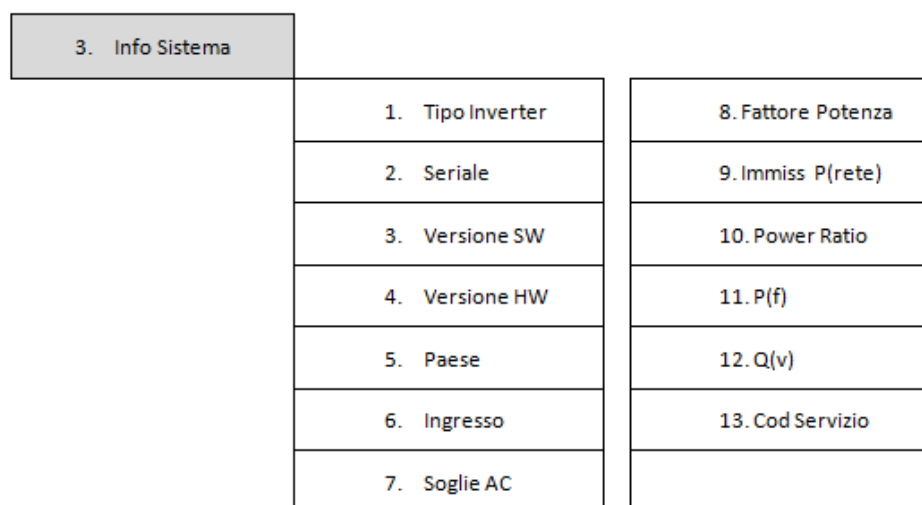 3. Info Sistema
1. Tipo Inverter
2. Seriale
3. Versione SW
4. Versione HW
5. Paese
6. Ingresso
7. Soglie AC
8. Fattore Potenza
9. Immiss P(rete)
10. Power Ratio
11. P(f)
12. Q(v)
13. Cod Servizio